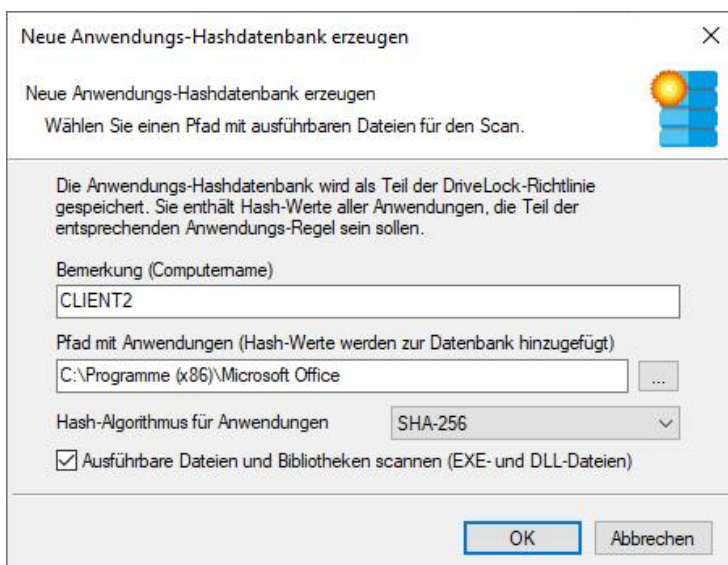 Neue Anwendungs-Hashdatenbank erzeugen
Neue Anwendungs-Hashdatenbank erzeugen
Wählen Sie einen Pfad mit ausführbaren Dateien für den Scan.
Die Anwendungs-Hashdatenbank wird als Teil der DriveLock-Richtlinie
gespeichert. Sie enthält Hash-Werte aller Anwendungen, die Teil der
entsprechenden Anwendungs-Regel sein sollen.
Bemerkung (Computername)
CLIENT2
Pfad mit Anwendungen (Hash-Werte werden zur Datenbank hinzugefügt)
C:\Programme (x86)\Microsoft Office
...
Hash-Algorithmus für Anwendungen
SHA-256
Ausführbare Dateien und Bibliotheken scannen (EXE- und DLL-Dateien)
OK
Abbrechen